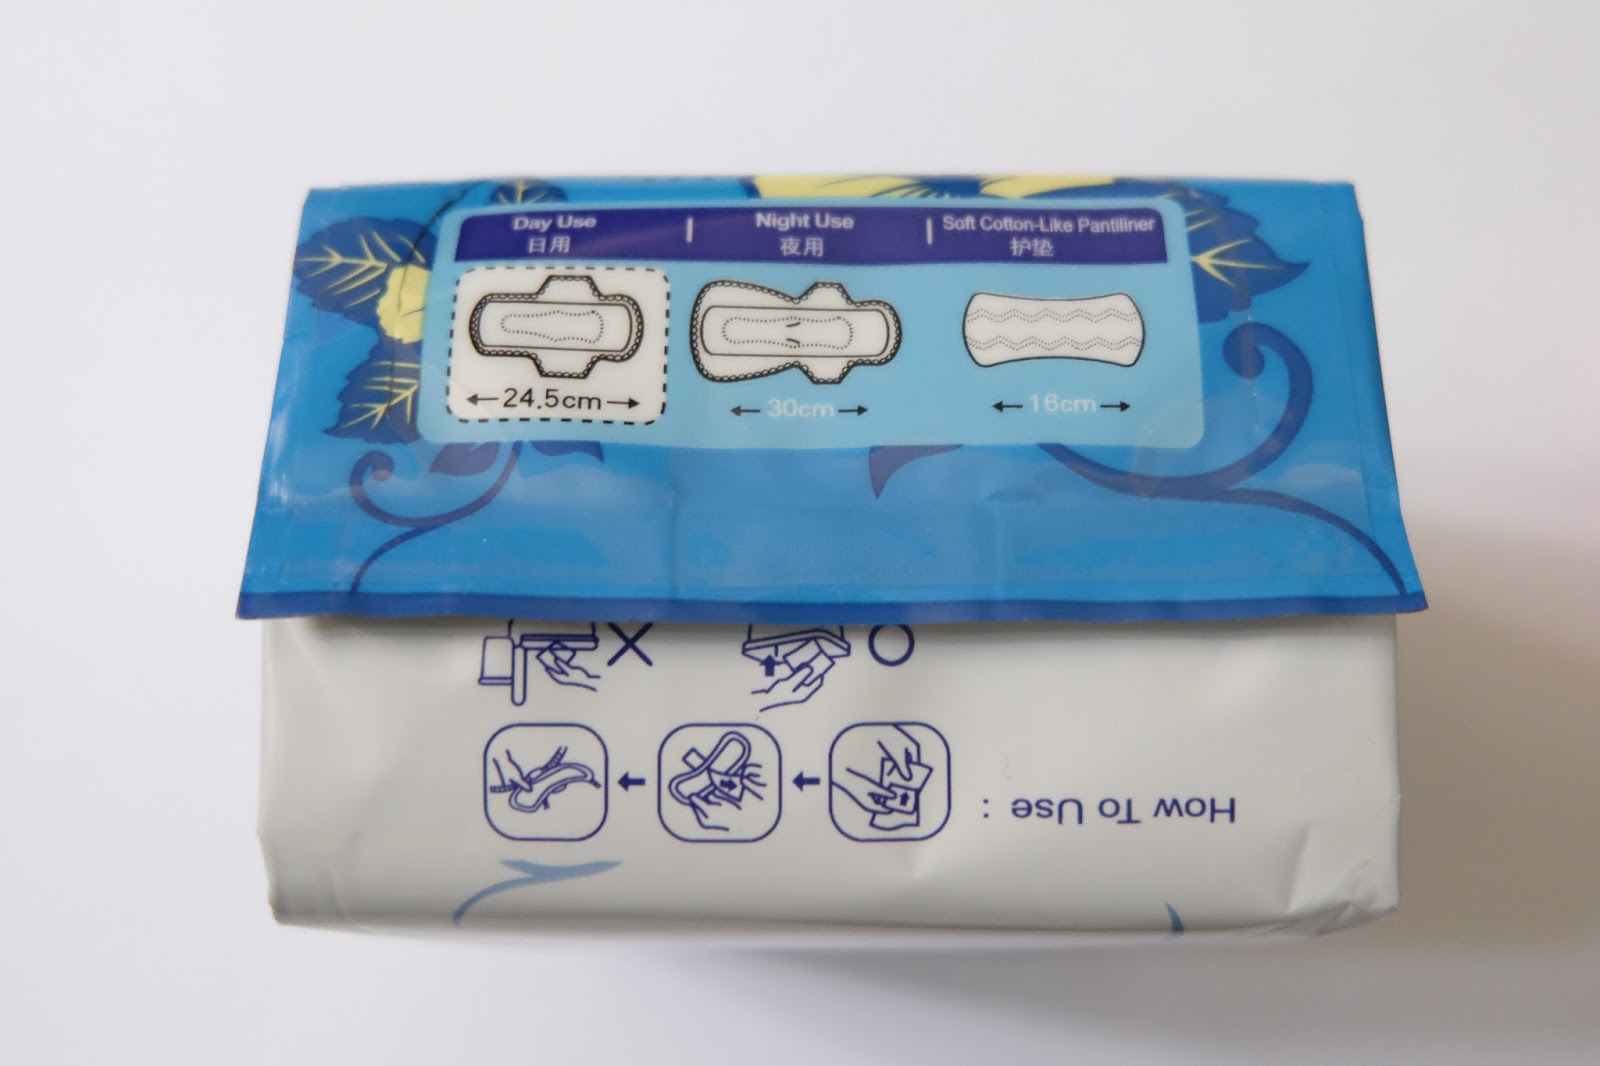 Day Use | Night Use | Soft Cotton-Like Pantiliner
日用 夜用 护垫
24.5cm 30cm 16cm
How To Use :